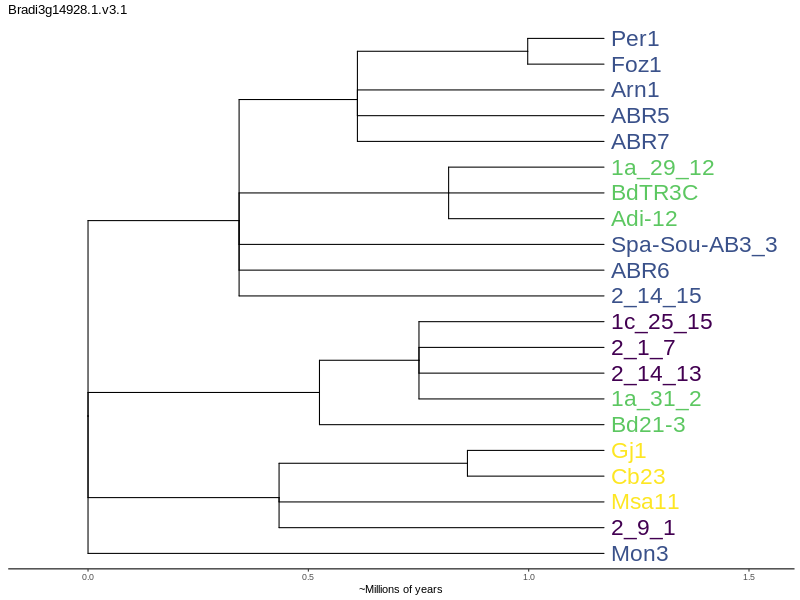 Bradi3g14928.1.v3.1
Per1
Foz1
Arn1
ABR5
ABR7
1a_29_12
BdTR3C
Adi-12
Spa-Sou-AB3_3
ABR6
2_14_15
1c_25_15
2_1_7
2_14_13
1a_31_2
Bd21-3
Gj1
Cb23
Msa11
2_9_1
Mon3
0.0 0.5 1.0 1.5
~Millions of years